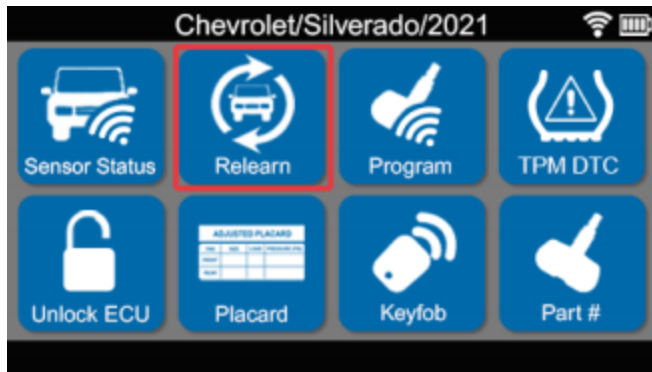 Chevrolet/Silverado/2021
Sensor Status
Relearn
Program
TPM DTC
ADJUSTED PLACARD
Unlock ECU
Placard
Keyfob
Part #